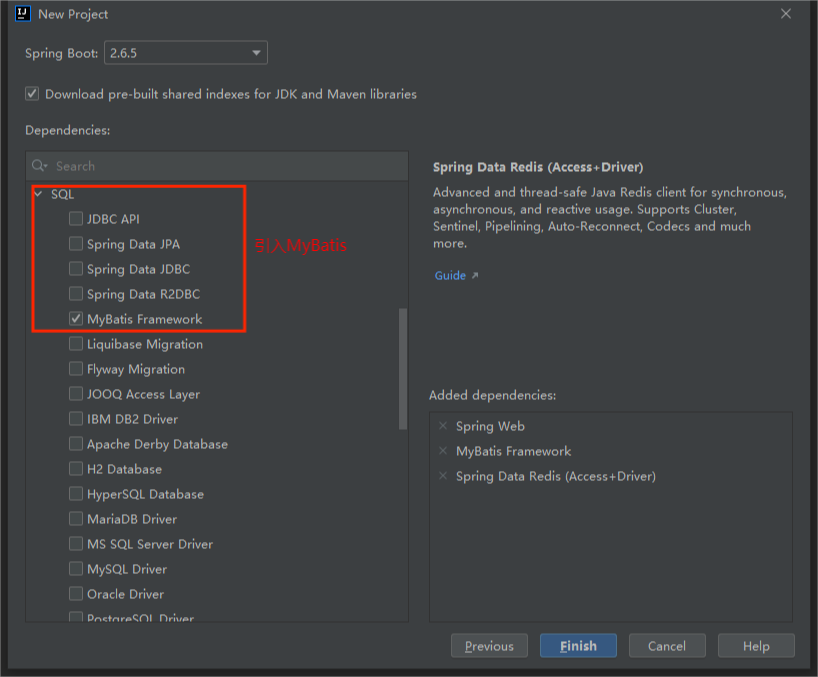 New Project
Spring Boot: 2.6.5
Download pre-built shared indexes for JDK and Maven libraries
Dependencies:
Search
SQL
JDBC API
Spring Data JPA
Spring Data JDBC
Spring Data R2DBC
MyBatis Framework
Liquibase Migration
Flyway Migration
JOOQ Access Layer
IBM DB2 Driver
Apache Derby Database
H2 Database
HyperSQL Database
MariaDB Driver
MS SQL Server Driver
MySQL Driver
Oracle Driver
PostgreSQL Driver
引入MyBatis
Spring Data Redis (Access+Driver)
Advanced and thread-safe Java Redis client for synchronous,
asynchronous, and reactive usage. Supports Cluster,
Sentinel, Pipelining, Auto-Reconnect, Codecs and much
more.
Guide
Added dependencies:
Spring Web
MyBatis Framework
Spring Data Redis (Access+Driver)
Previous
Finish
Cancel
Help